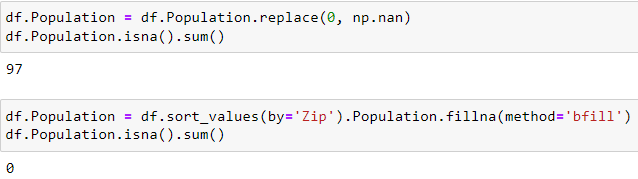 df.Population = df.Population.replace(0, np.nan)
df.Population.isna().sum()
97
df.Population = df.sort_values(by='Zip').Population.fillna(method='bfill')
df.Population.isna().sum()
0